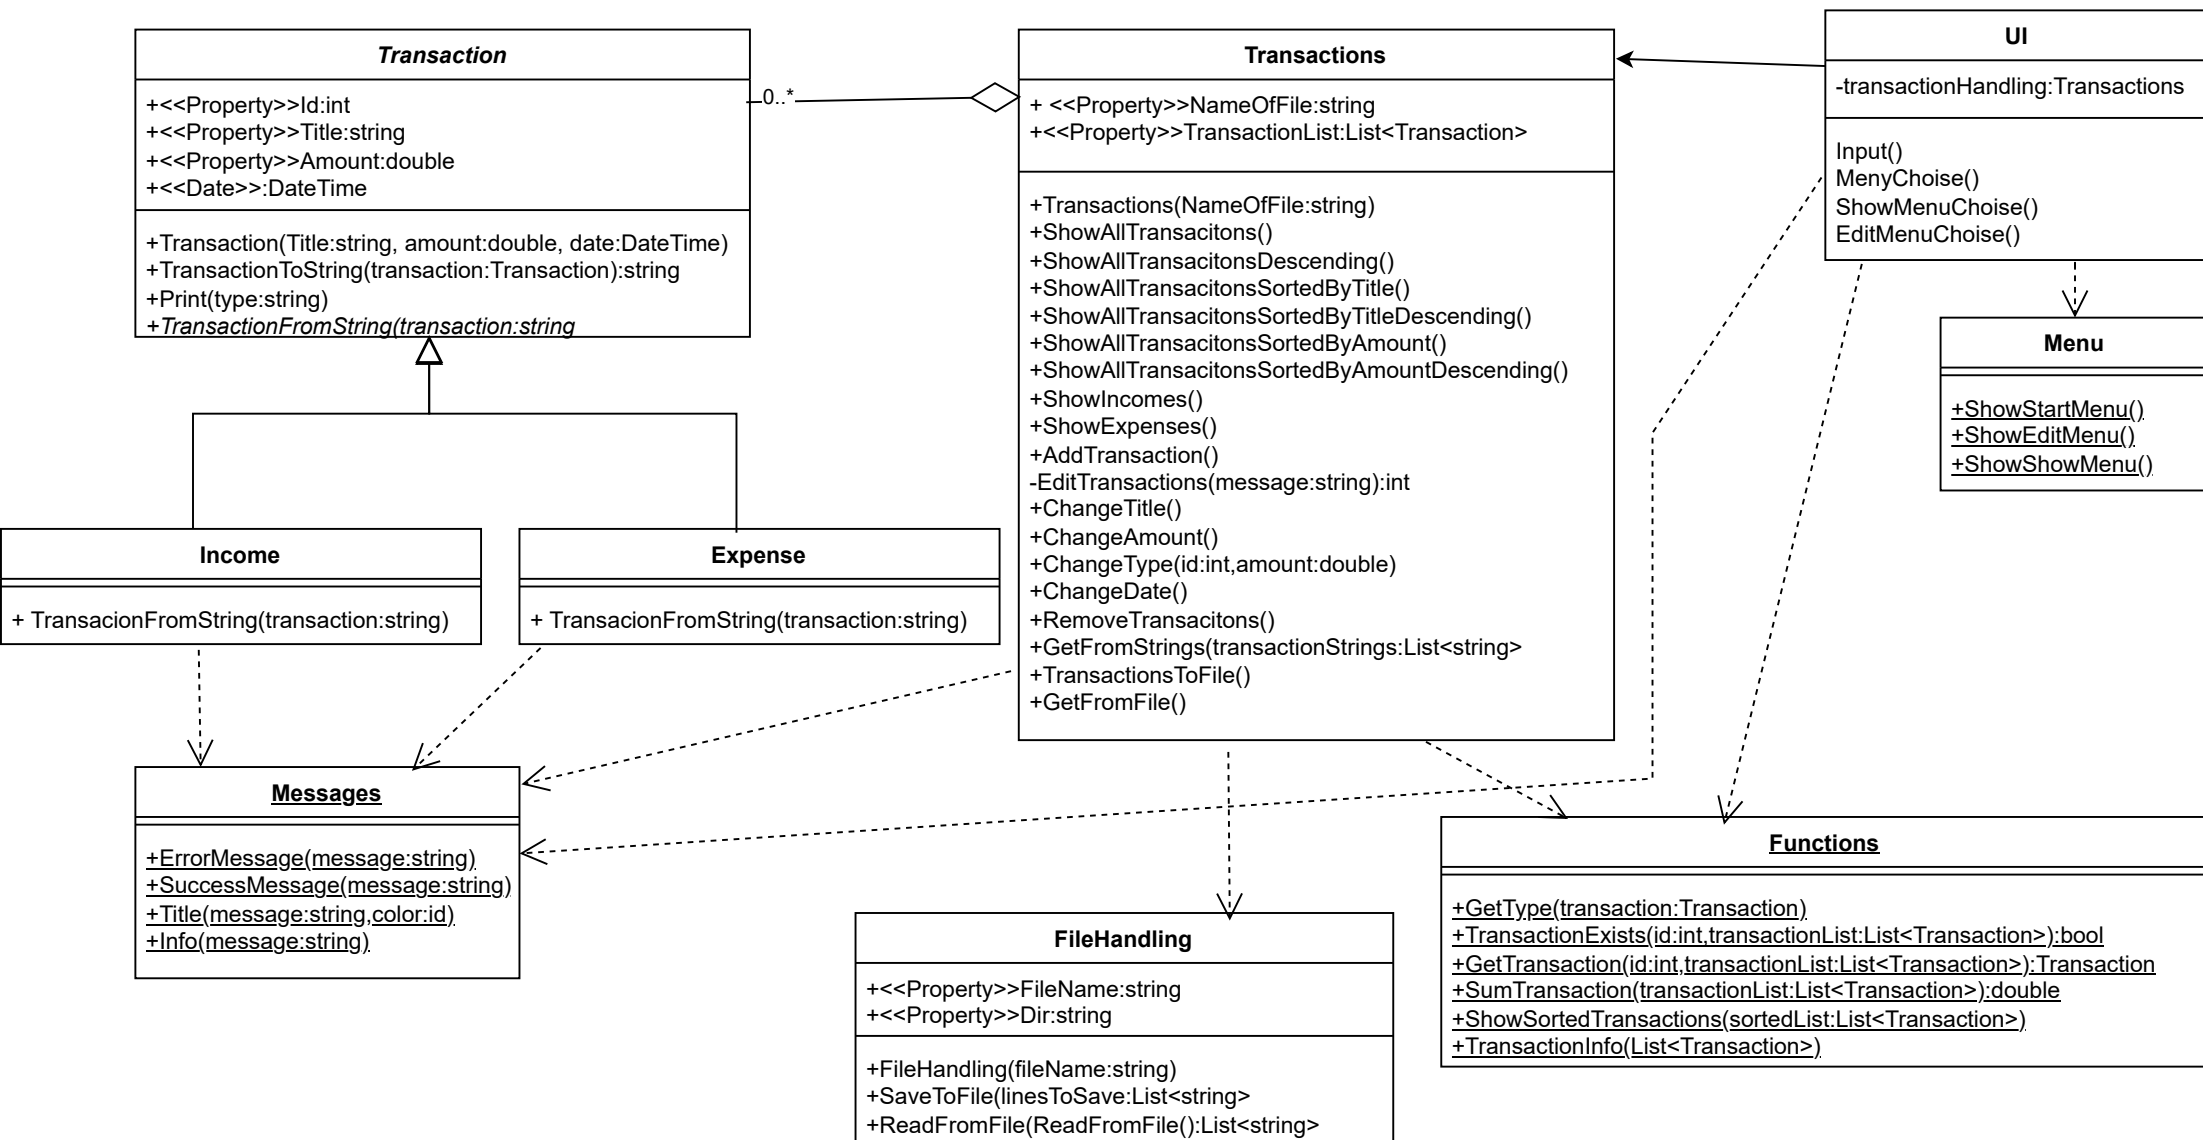 Transaction
+<<Property>>Id:int
+<<Property>>Title:string
+<<Property>>Amount:double
+<<Date>>:DateTime
+Transaction(Title:string, amount:double, date:DateTime)
+TransactionToString(transaction:Transaction):string
+Print(type:string)
+TransactionFromString(transaction:string
0..*
Transactions
+ <<Property>>NameOfFile:string
+<<Property>>TransactionList:List<Transaction>
+Transactions(NameOfFile:string)
+ShowAllTransacitons()
+ShowAllTransacitonsDescending()
+ShowAllTransacitonsSortedByTitle()
+ShowAllTransacitonsSortedByTitleDescending()
+ShowAllTransacitonsSortedByAmount()
+ShowAllTransacitonsSortedByAmountDescending()
+ShowIncomes()
+ShowExpenses()
+AddTransaction()
-EditTransactions(message:string):int
+ChangeTitle()
+ChangeAmount()
+ChangeType(id:int,amount:double)
+ChangeDate()
+RemoveTransacitons()
+GetFromStrings(transactionStrings:List<string>
+TransactionsToFile()
+GetFromFile()
UI
-transactionHandling:Transactions
Input()
MenyChoise()
ShowMenuChoise()
EditMenuChoise()
Menu
+ShowStartMenu()
+ShowEditMenu()
+ShowShowMenu()
Income
+ TransacionFromString(transaction:string)
Expense
+ TransacionFromString(transaction:string)
Messages
+ErrorMessage(message:string)
+SuccessMessage(message:string)
+Title(message:string,color:id)
+Info(message:string)
FileHandling
+<<Property>>FileName:string
+<<Property>>Dir:string
+FileHandling(fileName:string)
+SaveToFile(linesToSave:List<string>
+ReadFromFile(ReadFromFile():List<string>
Functions
+GetType(transaction:Transaction)
+TransactionExists(id:int,transactionList:List<Transaction>):bool
+GetTransaction(id:int,transactionList:List<Transaction>):Transaction
+SumTransaction(transactionList:List<Transaction>):double
+ShowSortedTransactions(sortedList:List<Transaction>)
+TransactionInfo(List<Transaction>)